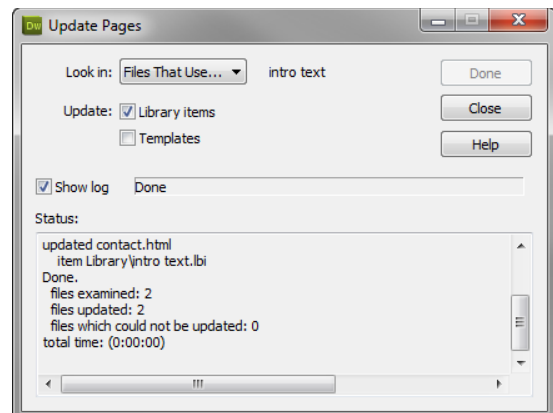 Dw Update Pages
Look in: Files That Use... intro text Done
Update: Library items Close
Templates Help
Show log Done
Status:
updated contact.html
item Library\intro text.lbi
Done.
files examined: 2
files updated: 2
files which could not be updated: 0
total time: (0:00:00)